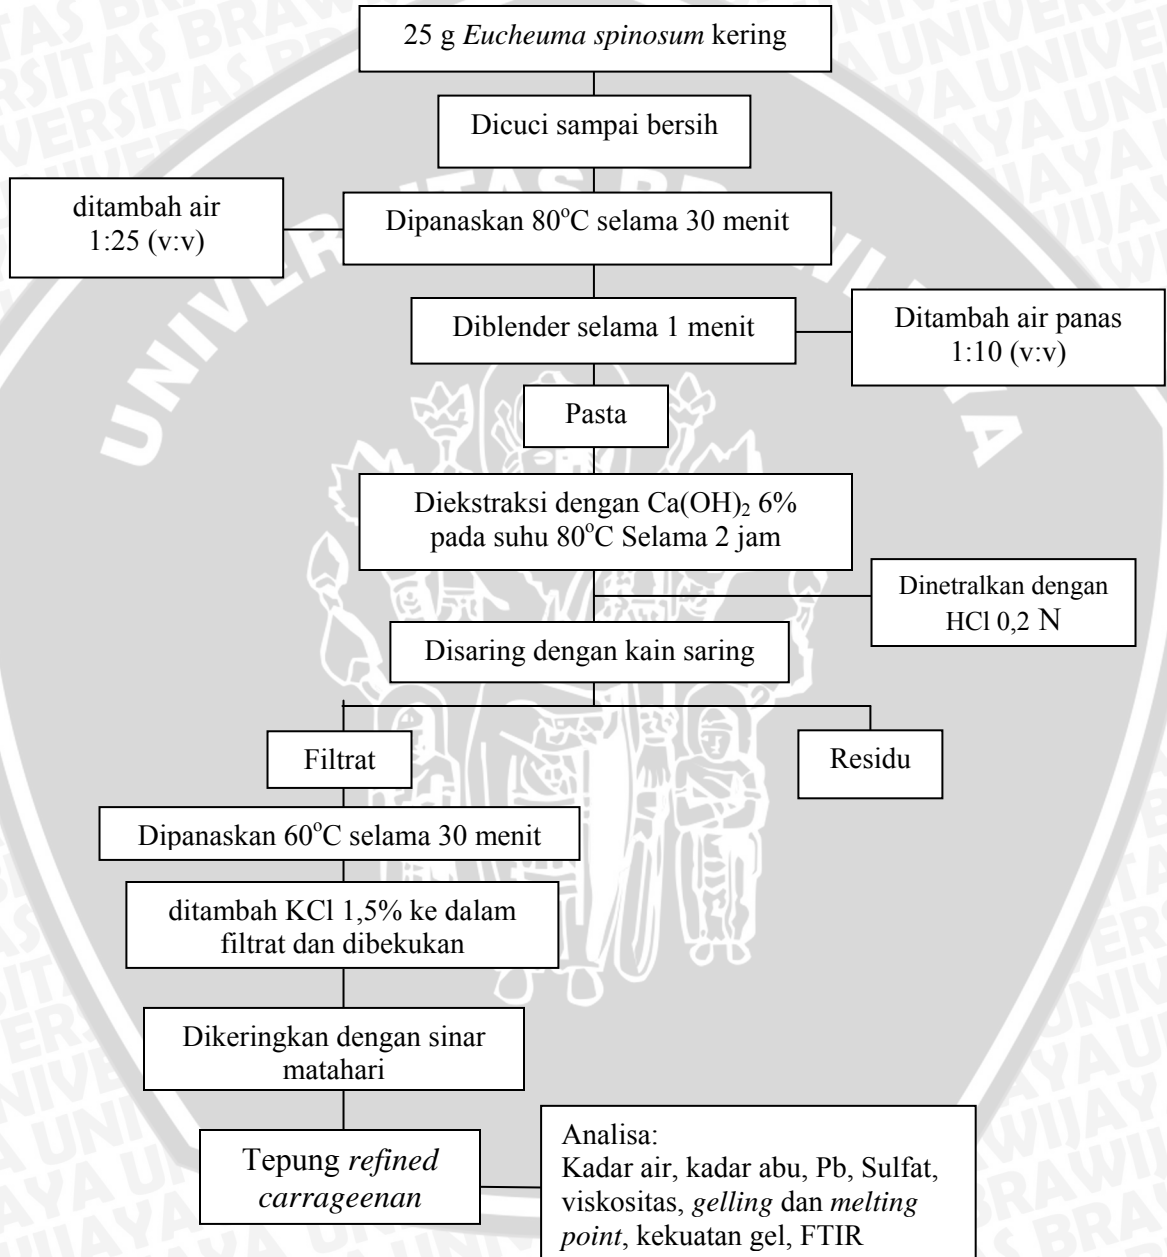 25 g Eucheuma spinosum kering
Dicuci sampai bersih
ditambah air
1:25 (v:v)
Dipanaskan 80°C selama 30 menit
Diblender selama 1 menit
Ditambah air panas
1:10 (v:v)
Pasta
Diekstraksi dengan Ca(OH)₂ 6%
pada suhu 80°C Selama 2 jam
Dinetralkan dengan
HCl 0,2 N
Disaring dengan kain saring
Filtrat
Residu
Dipanaskan 60°C selama 30 menit
ditambah KCl 1,5% ke dalam
filtrat dan dibekukan
Dikeringkan dengan sinar
matahari
Tepung refined
carrageenan
Analisa:
Kadar air, kadar abu, Pb, Sulfat,
viskositas, gelling dan melting
point, kekuatan gel, FTIR